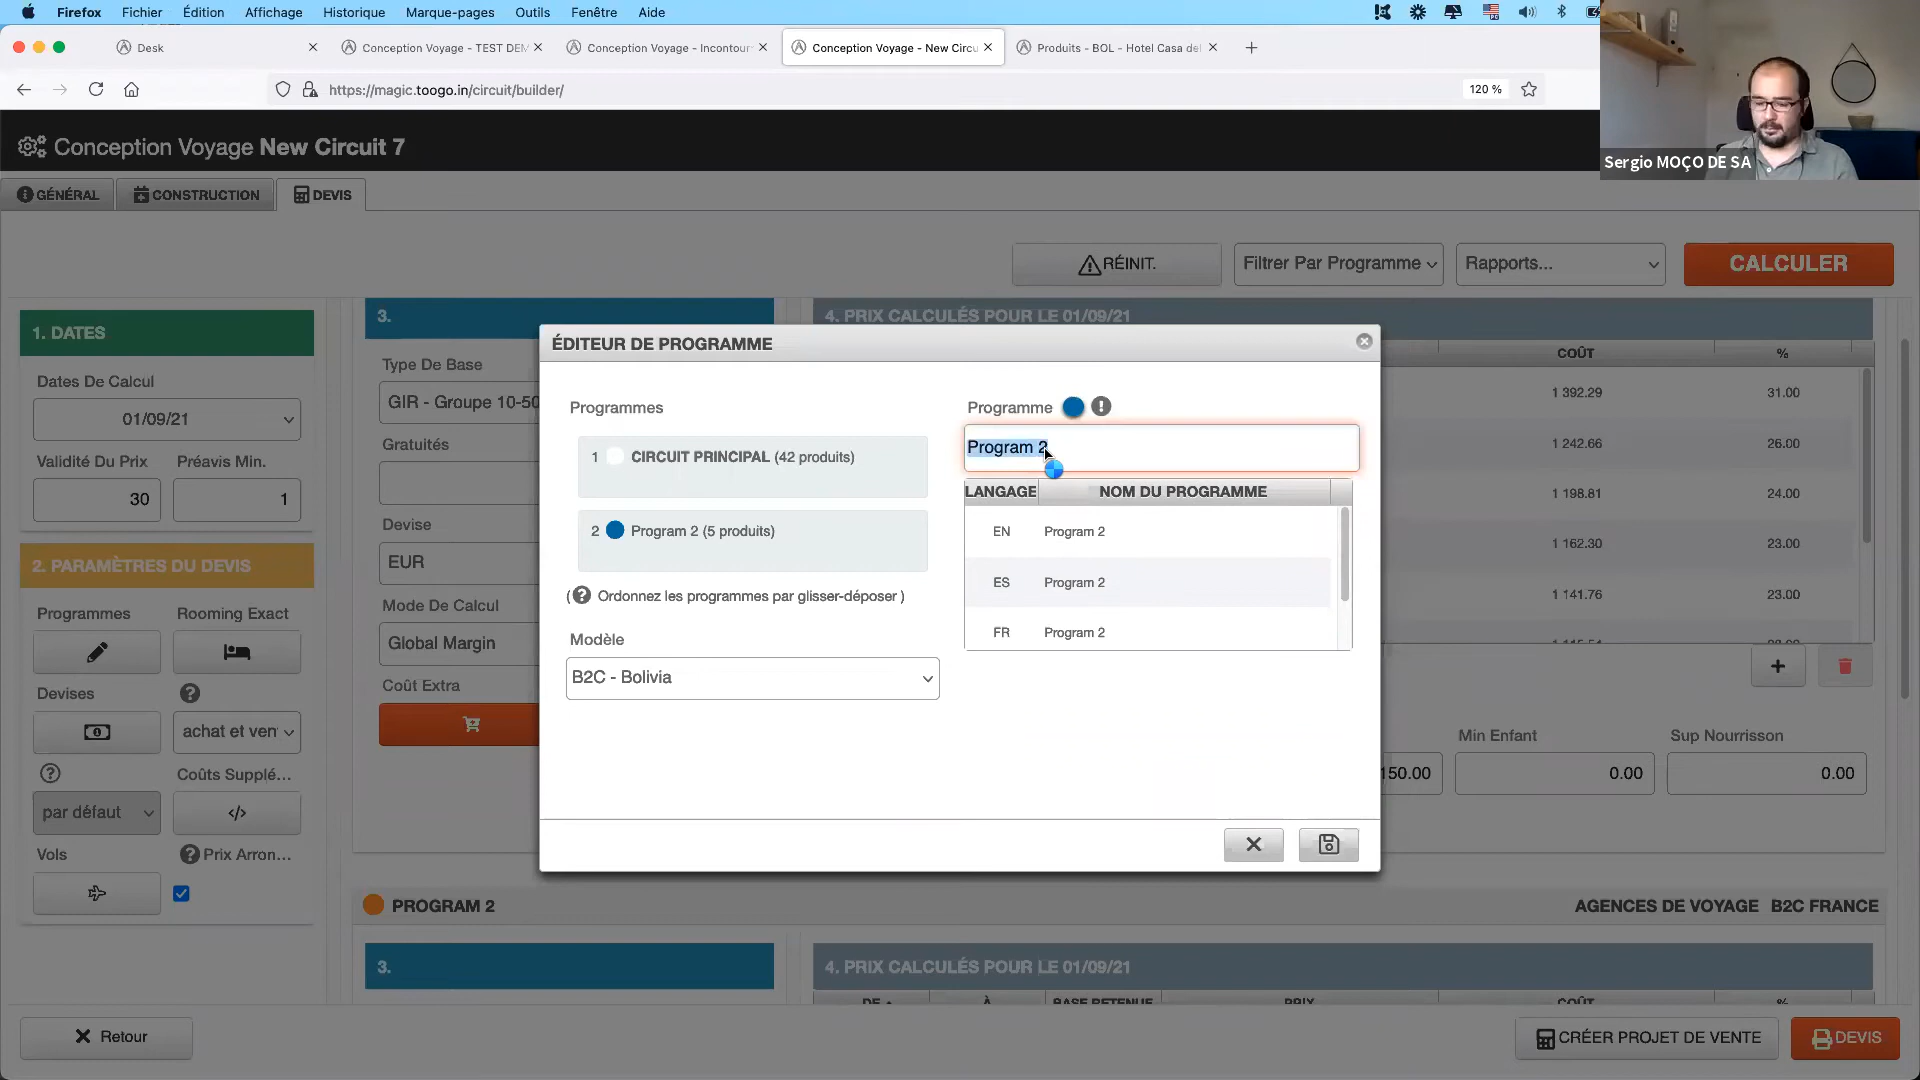 Firefox Fichier Édition Affichage Historique Marque-pages Outils Fenêtre Aide
Desk
Conception Voyage - TEST DEM
Conception Voyage - Incontour
Conception Voyage - New Circu
Produits - BOL - Hotel Casa del
https://magic.toogo.in/circuit/builder/
120 %
Sergio MOÇO DE SA
Conception Voyage New Circuit 7
GÉNÉRAL
CONSTRUCTION
DEVIS
RÉINIT.
Filtrer Par Programme
Rapports...
CALCULER
1. DATES
Dates De Calcul
01/09/21
Validité Du Prix
Préavis Min.
30
1
2. PARAMÈTRES DU DEVIS
Programmes
Rooming Exact
Devises
achat et ven
Coûts Supplé...
par défaut
Vols
Prix Arron...
3.
Type De Base
GIR - Groupe 10-50
Gratuités
Devise
EUR
Mode De Calcul
Global Margin
Coût Extra
4. PRIX CALCULÉS POUR LE 01/09/21
COÛT %
1 392.29 31.00
1 242.66 26.00
1 198.81 24.00
1 162.30 23.00
1 141.76 23.00
Min Enfant
Sup Nourrisson
150.00
0.00
0.00
ÉDITEUR DE PROGRAMME
Programmes
1 CIRCUIT PRINCIPAL (42 produits)
2 Program 2 (5 produits)
( Ordonnez les programmes par glisser-déposer )
Modèle
B2C - Bolivia
Programme
Program 2
LANGAGE NOM DU PROGRAMME
EN Program 2
ES Program 2
FR Program 2
PROGRAM 2
AGENCES DE VOYAGE B2C FRANCE
3.
4. PRIX CALCULÉS POUR LE 01/09/21
DE À BASE RETENUE PRIX COÛT %
Retour
CRÉER PROJET DE VENTE
DEVIS